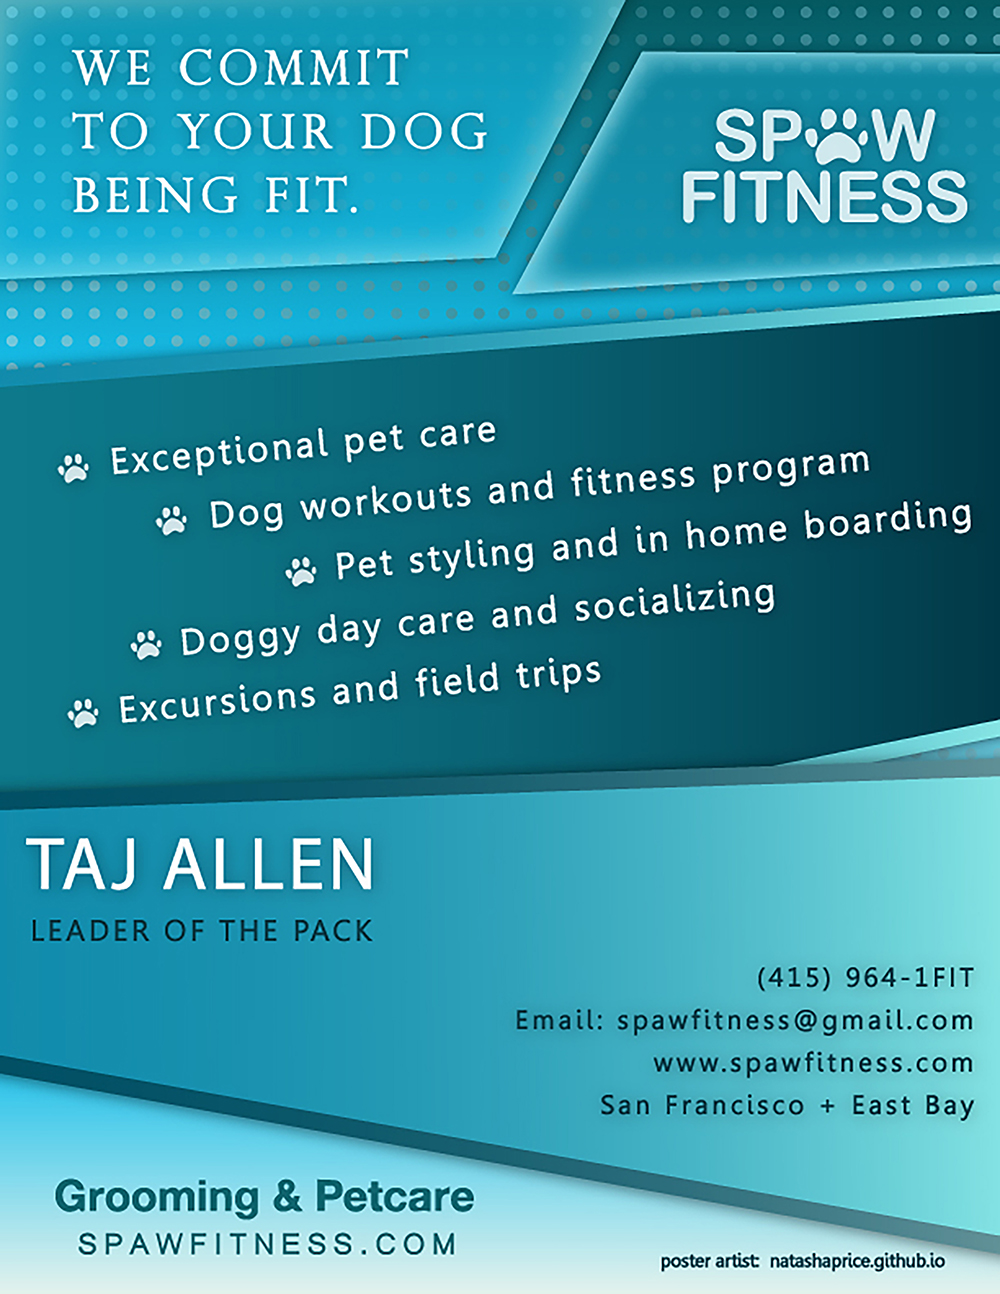 WE COMMIT
TO YOUR DOG
BEING FIT.
SPAW
FITNESS
Exceptional pet care
Dog workouts and fitness program
Pet styling and in home boarding
Doggy day care and socializing
Excursions and field trips
TAJ ALLEN
LEADER OF THE PACK
(415) 964-1FIT
Email: spawfitness@gmail.com
www.spawfitness.com
San Francisco + East Bay
Grooming & Petcare
SPAWFITNESS.COM
poster artist: natashaprice.github.io